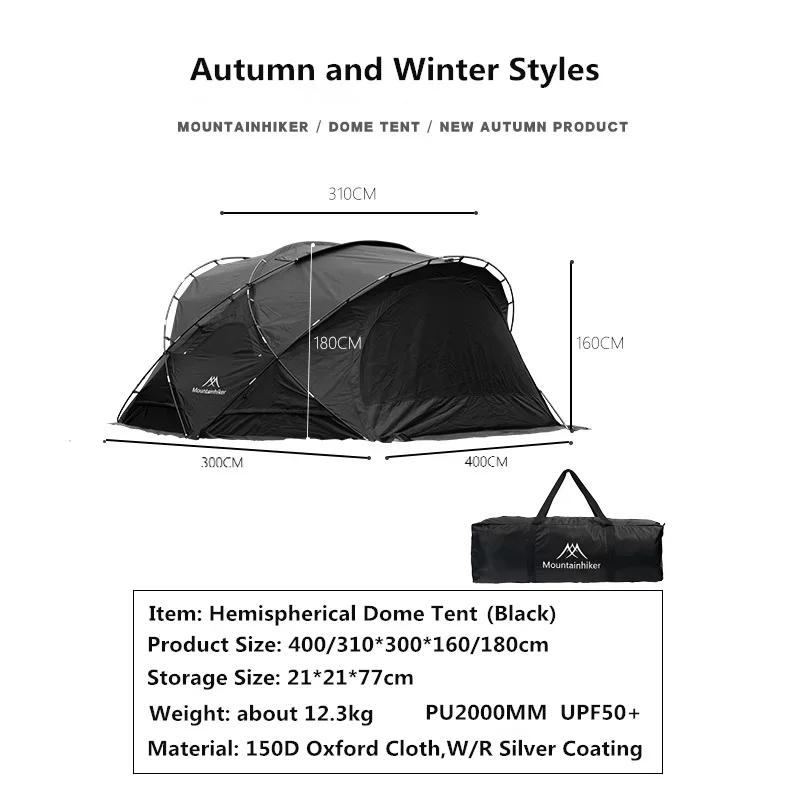 Autumn and Winter Styles
MOUNTAINHIKER / DOME TENT / NEW AUTUMN PRODUCT
310CM
180CM
160CM
Mountainhiker
300CM
400CM
Mountainhiker
Item: Hemispherical Dome Tent (Black)
Product Size: 400/310*300*160/180cm
Storage Size: 21*21*77cm
Weight: about 12.3kg PU2000MM UPF50+
Material: 150D Oxford Cloth,W/R Silver Coating